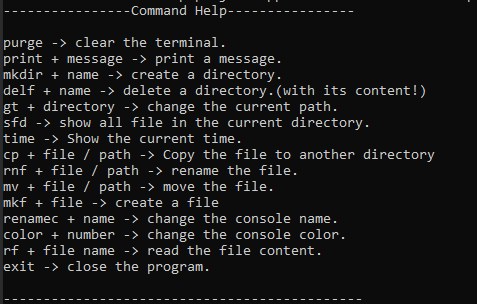 ----------------Command Help----------------
purge -> clear the terminal.
print + message -> print a message.
mkdir + name -> create a directory.
delf + name -> delete a directory.(with its content!)
gt + directory -> change the current path.
sfd -> show all file in the current directory.
time -> Show the current time.
cp + file / path -> Copy the file to another directory
rnf + file / path -> rename the file.
mv + file / path -> move the file.
mkf + file -> create a file
renamec + name -> change the console name.
color + number -> change the console color.
rf + file name -> read the file content.
exit -> close the program.
---------------------------------------------